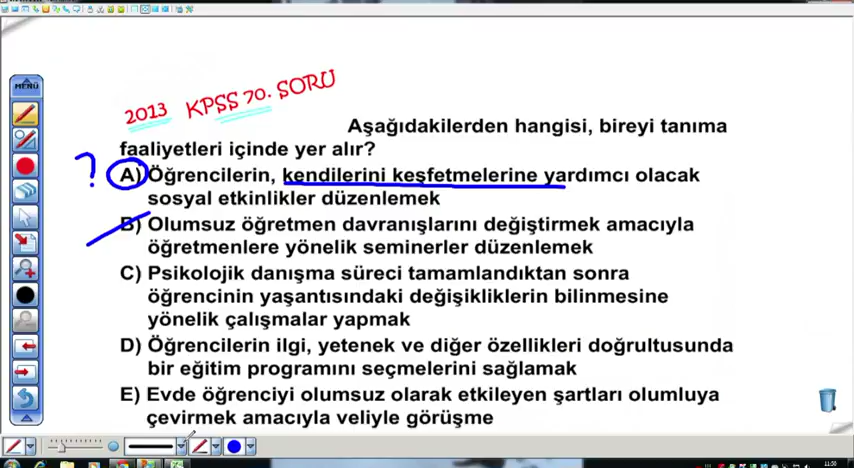 MENÜ
2013 KPSS 70. SORU
Aşağıdakilerden hangisi, bireyi tanıma
faaliyetleri içinde yer alır?
?
A) Öğrencilerin, kendilerini keşfetmelerine yardımcı olacak
sosyal etkinlikler düzenlemek
B) Olumsuz öğretmen davranışlarını değiştirmek amacıyla
öğretmenlere yönelik seminerler düzenlemek
C) Psikolojik danışma süreci tamamlandıktan sonra
öğrencinin yaşantısındaki değişikliklerin bilinmesine
yönelik çalışmalar yapmak
D) Öğrencilerin ilgi, yetenek ve diğer özellikleri doğrultusunda
bir eğitim programını seçmelerini sağlamak
E) Evde öğrenciyi olumsuz olarak etkileyen şartları olumluya
çevirmek amacıyla veliyle görüşme
11:50